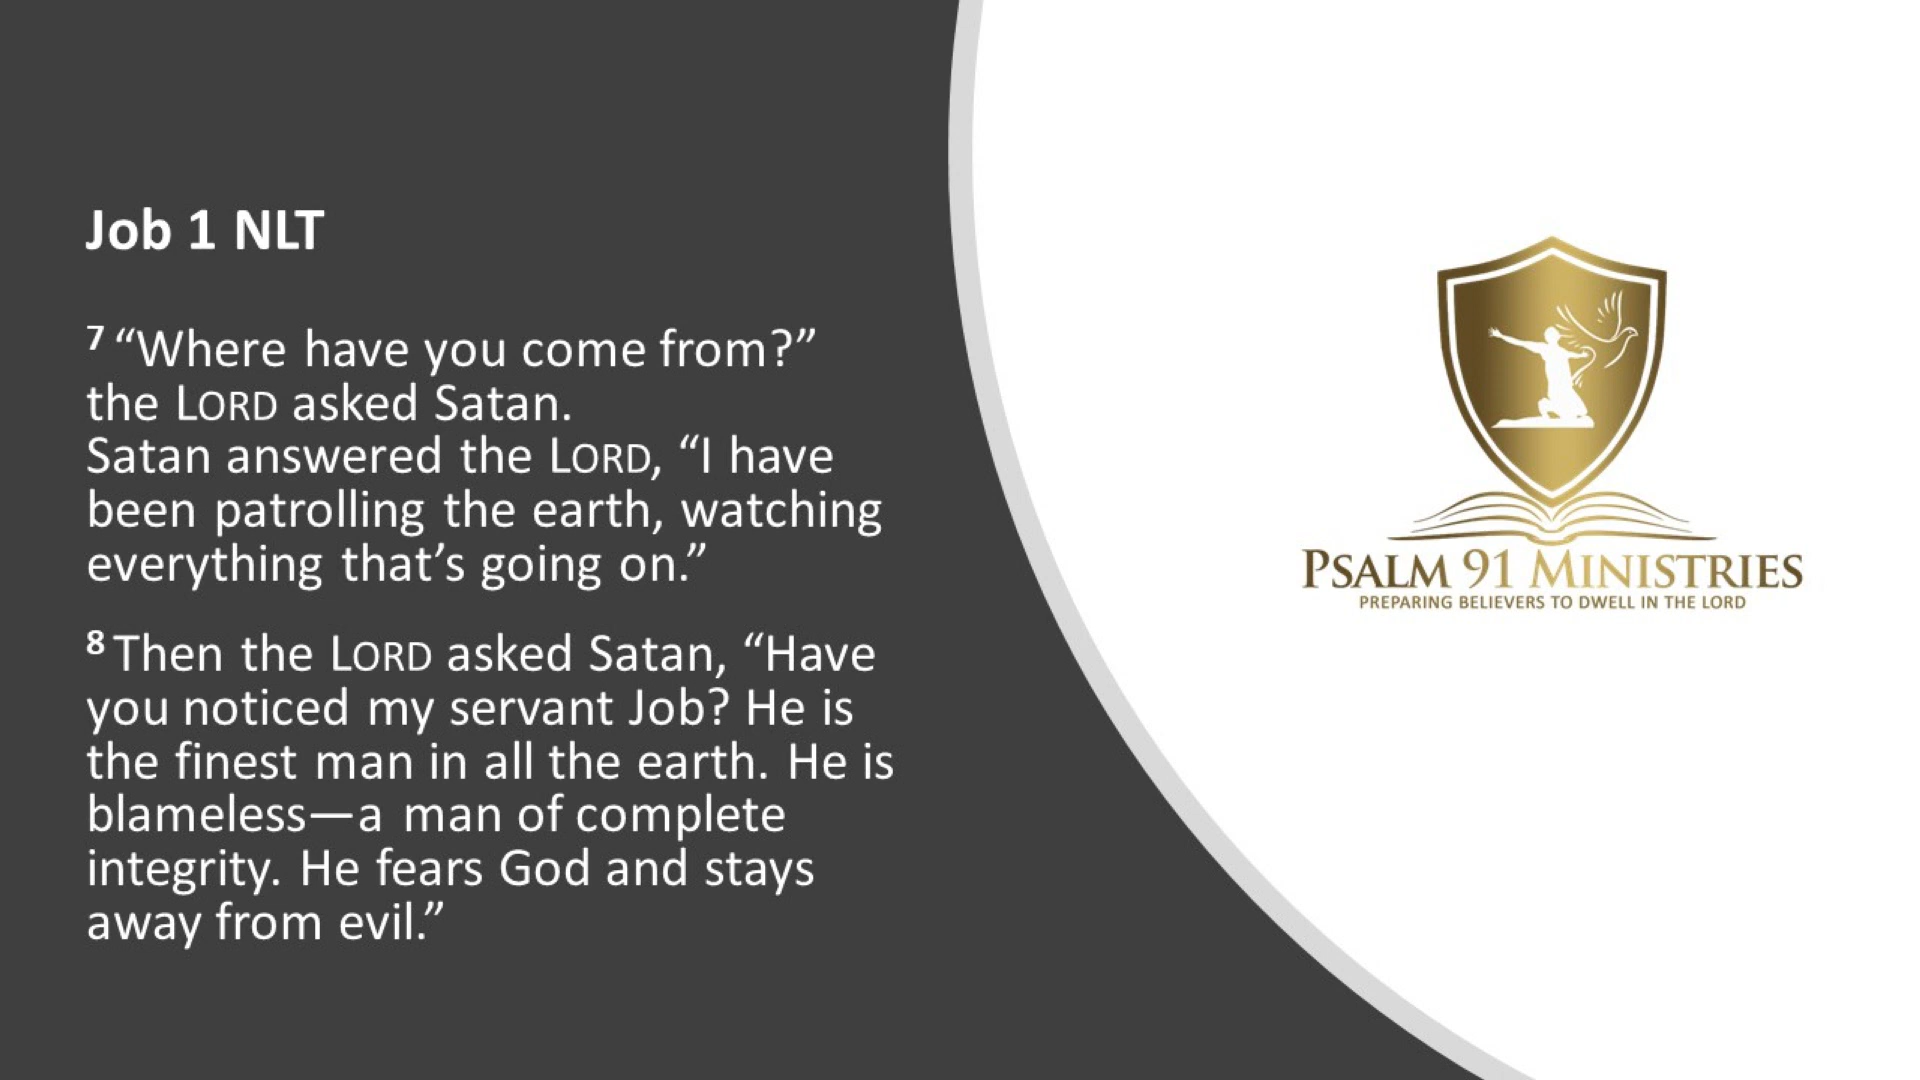 Job 1 NLT
7 “Where have you come from?”
the LORD asked Satan.
Satan answered the LORD, “I have
been patrolling the earth, watching
everything that’s going on.”
8 Then the LORD asked Satan, “Have
you noticed my servant Job? He is
the finest man in all the earth. He is
blameless—a man of complete
integrity. He fears God and stays
away from evil.”
PSALM 91 MINISTRIES
PREPARING BELIEVERS TO DWELL IN THE LORD